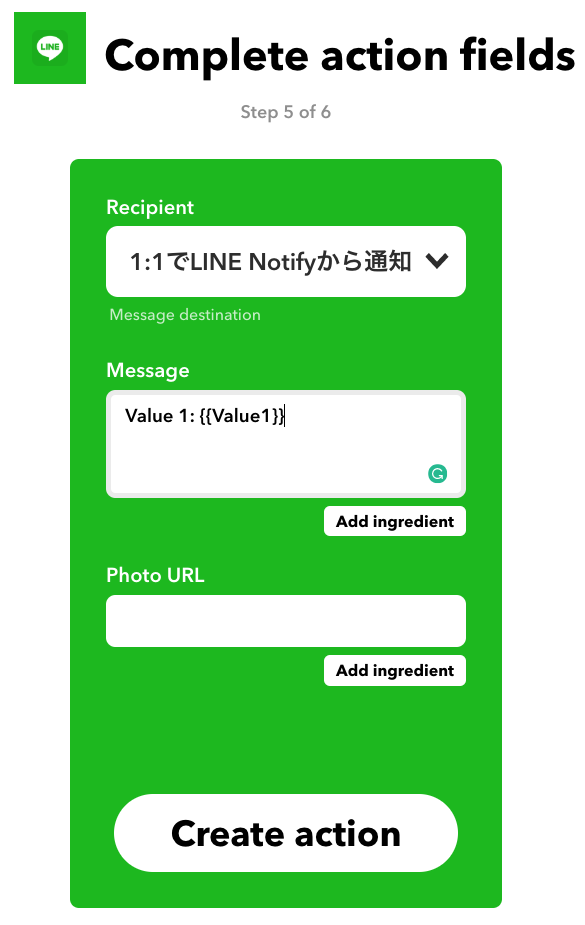 LINE
Complete action fields
Step 5 of 6
Recipient
1:1でLINE Notifyから通知
Message destination
Message
Value 1: {{Value1}}
Add ingredient
Photo URL
Add ingredient
Create action